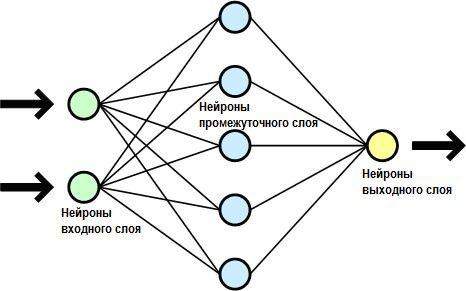 Нейроны
промежуточного слоя
Нейроны
выходного слоя
Нейроны
входного слоя